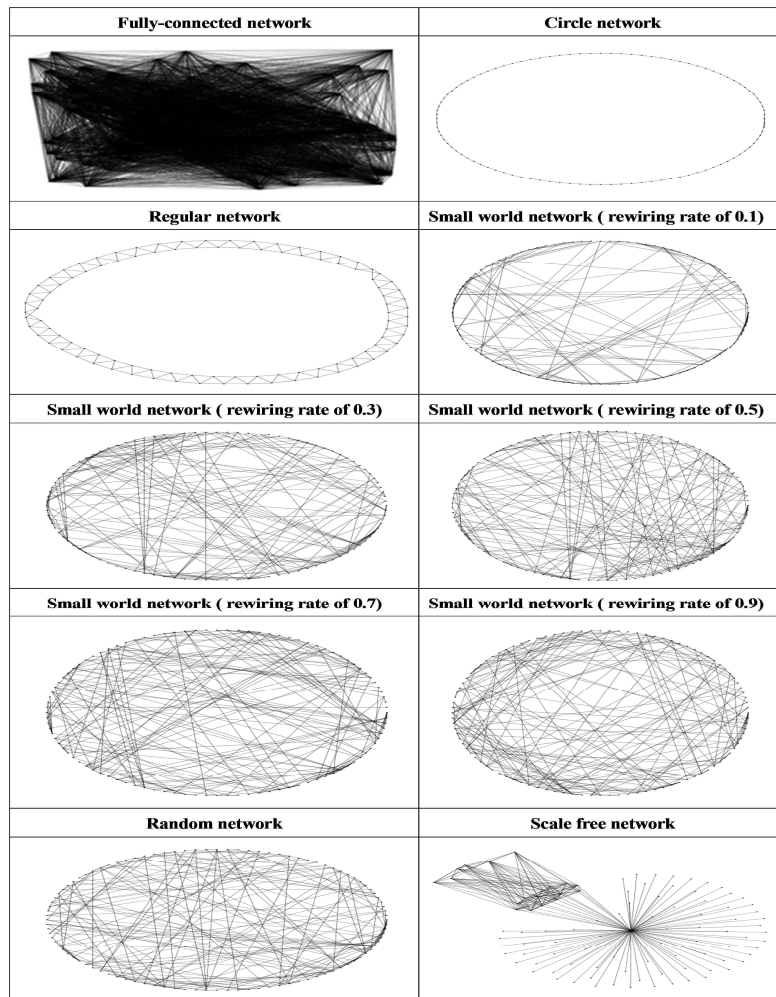 Fully-connected network
Circle network
Regular network
Small world network ( rewiring rate of 0.1)
Small world network ( rewiring rate of 0.3)
Small world network ( rewiring rate of 0.5)
Small world network ( rewiring rate of 0.7)
Small world network ( rewiring rate of 0.9)
Random network
Scale free network